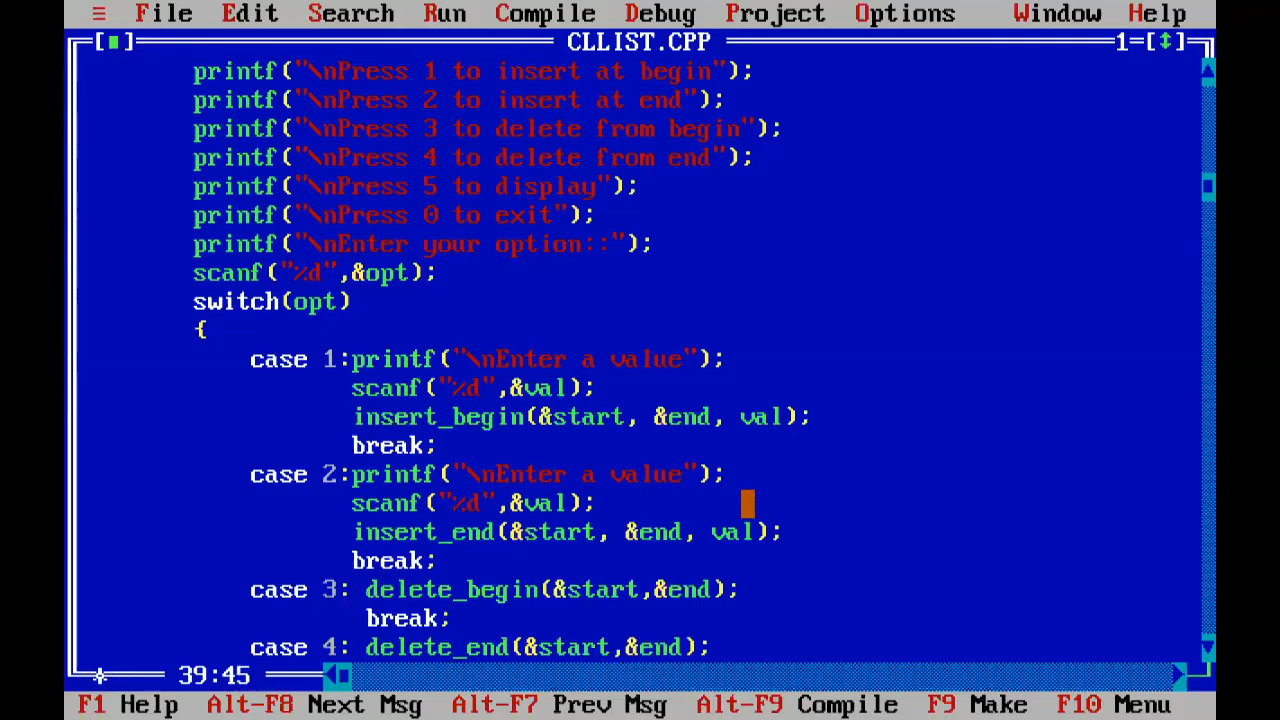 ≡ File Edit Search Run Compile Debug Project Options Window Help
[■] CLLIST.CPP 1=[↕]
printf("\nPress 1 to insert at begin");
printf("\nPress 2 to insert at end");
printf("\nPress 3 to delete from begin");
printf("\nPress 4 to delete from end");
printf("\nPress 5 to display");
printf("\nPress 0 to exit");
printf("\nEnter your option::");
scanf("%d",&opt);
switch(opt)
{
case 1:printf("\nEnter a value");
scanf("%d",&val);
insert_begin(&start, &end, val);
break;
case 2:printf("\nEnter a value");
scanf("%d",&val);
insert_end(&start, &end, val);
break;
case 3: delete_begin(&start,&end);
break;
case 4: delete_end(&start,&end);
39:45
F1 Help Alt-F8 Next Msg Alt-F7 Prev Msg Alt-F9 Compile F9 Make F10 Menu